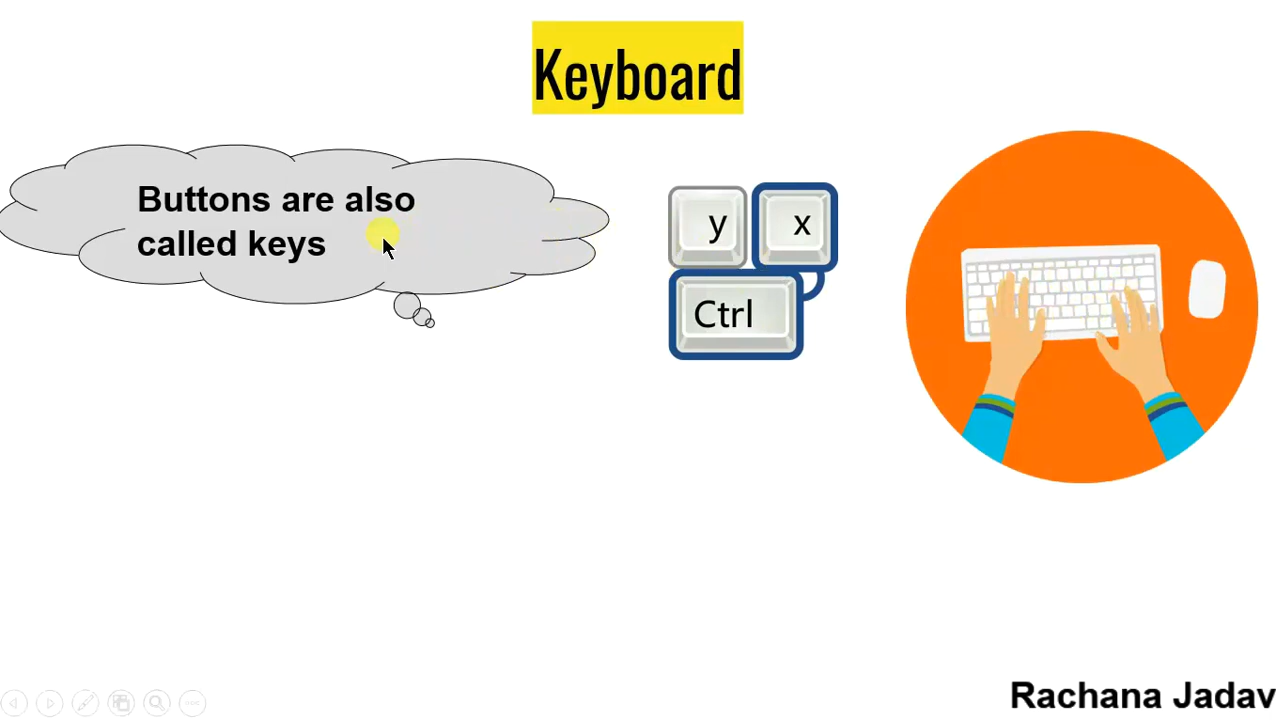 Keyboard
Buttons are also
called keys
y
x
Ctrl
Rachana Jadav